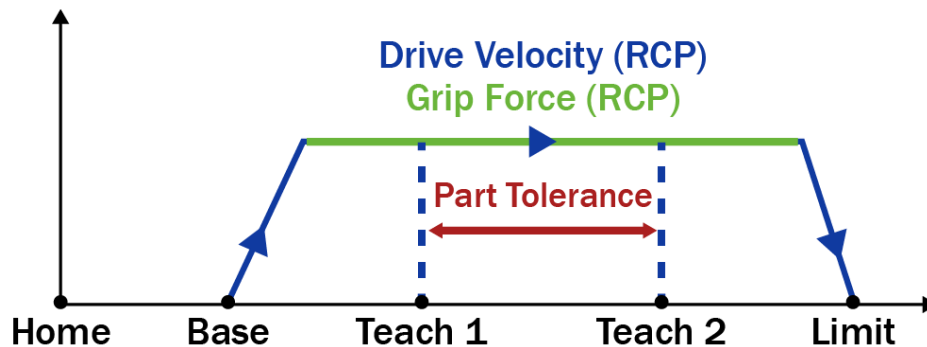 Drive Velocity (RCP)
Grip Force (RCP)
Part Tolerance
Home Base Teach 1 Teach 2 Limit